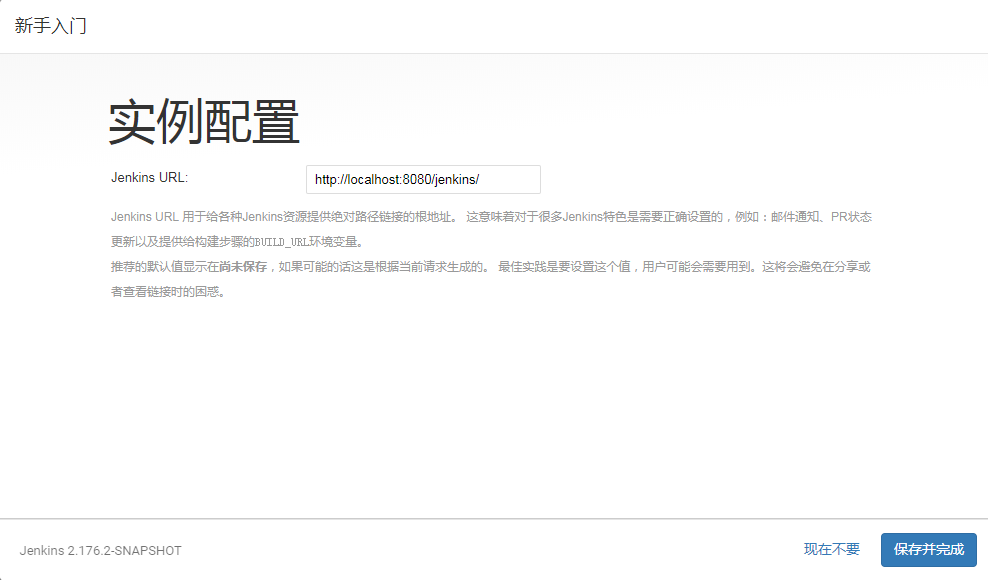 新手入门
实例配置
Jenkins URL:
http://localhost:8080/jenkins/
Jenkins URL 用于给各种Jenkins资源提供绝对路径链接的根地址。 这意味着对于很多Jenkins特色是需要正确设置的，例如：邮件通知、PR状态
更新以及提供给构建步骤的BUILD_URL环境变量。
推荐的默认值显示在尚未保存，如果可能的话这是根据当前请求生成的。 最佳实践是要设置这个值，用户可能会需要用到。这将会避免在分享或
者查看链接时的困惑。
Jenkins 2.176.2-SNAPSHOT
现在不要
保存并完成